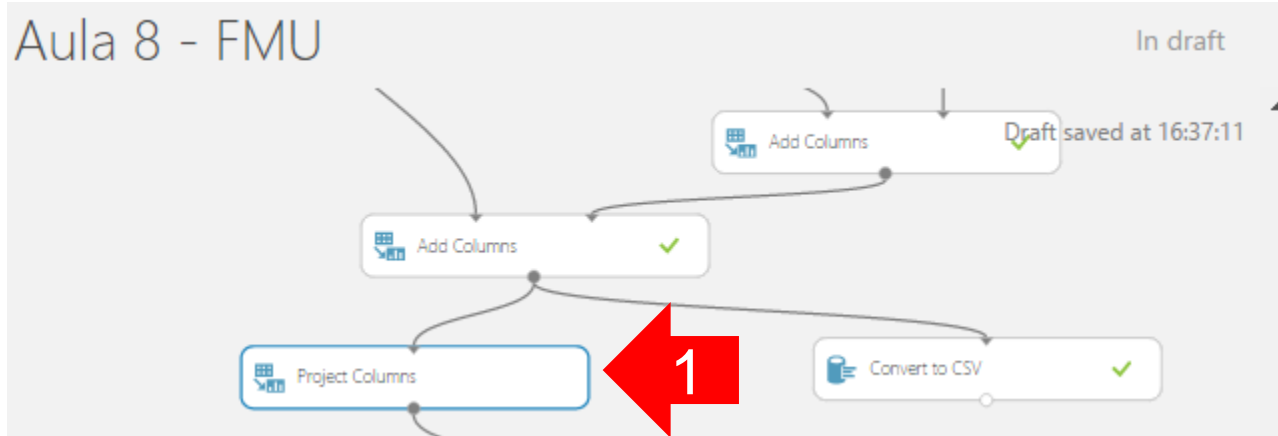 Aula 8 - FMU
In draft
Add Columns
Draft saved at 16:37:11
Add Columns
Project Columns
1
Convert to CSV